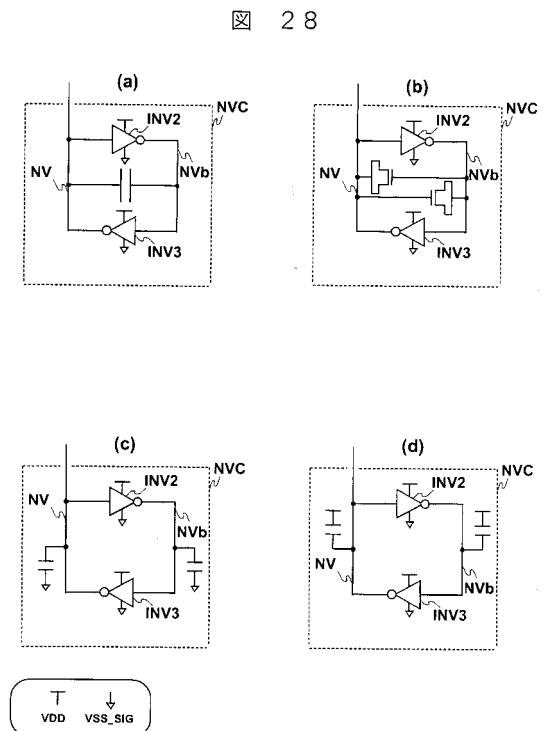 図 28
(a)
NVC
INV2
NV
NVb
INV3
(b)
NVC
INV2
NV
NVb
INV3
(c)
NVC
INV2
NV
NVb
INV3
(d)
NVC
INV2
NV
NVb
INV3
VDD VSS_SIG